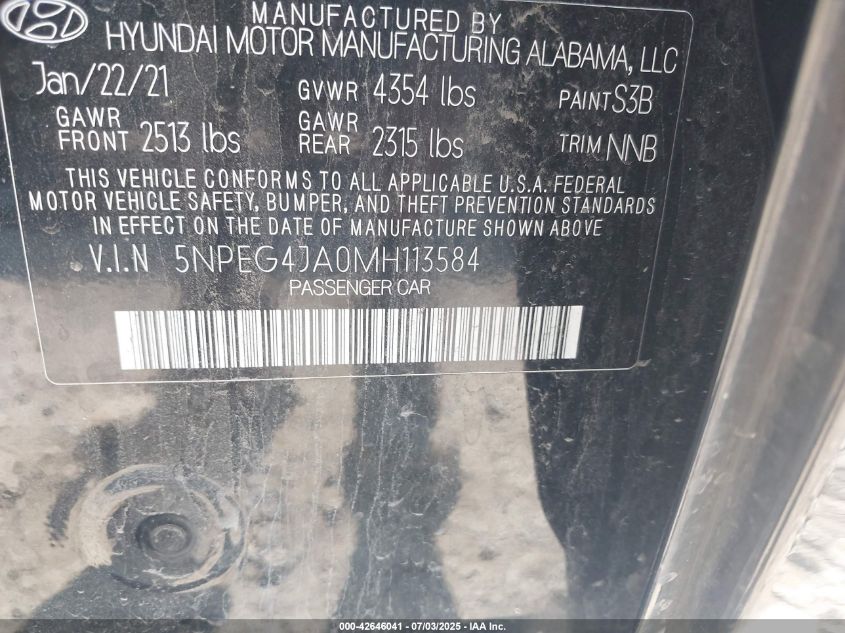 MANUFACTURED BY
HYUNDAI MOTOR MANUFACTURING ALABAMA, LLC
Jan/22/21 GVWR 4354 lbs PAINT S3B
GAWR FRONT 2513 lbs GAWR REAR 2315 lbs TRIM NNB
THIS VEHICLE CONFORMS TO ALL APPLICABLE U.S.A. FEDERAL
MOTOR VEHICLE SAFETY, BUMPER, AND THEFT PREVENTION STANDARDS
IN EFFECT ON THE DATE OF MANUFACTURE SHOWN ABOVE
V.I.N 5NPEG4JA0MH113584
PASSENGER CAR
000-42646041 - 07/03/2025 - IAA Inc.